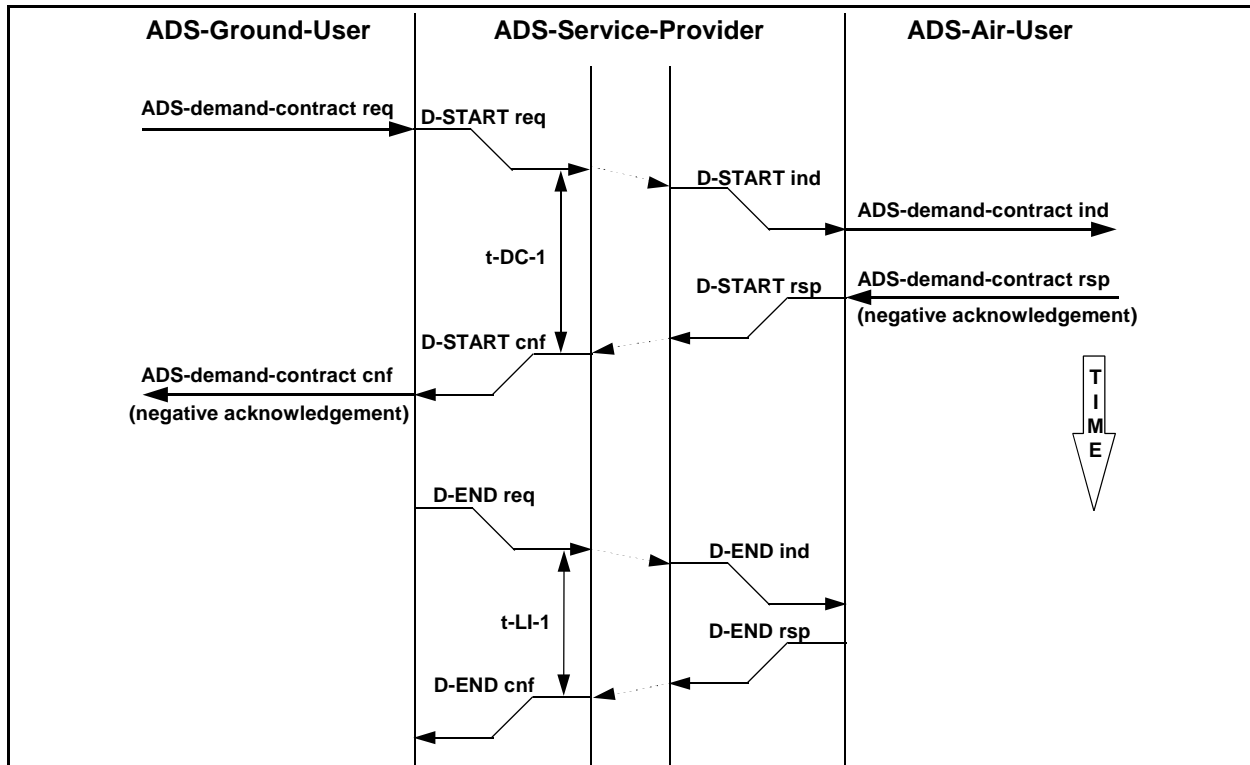 ADS-Ground-User
ADS-Service-Provider
ADS-Air-User
ADS-demand-contract req
D-START req
D-START ind
ADS-demand-contract ind
t-DC-1
D-START rsp
ADS-demand-contract rsp
(negative acknowledgement)
D-START cnf
ADS-demand-contract cnf
(negative acknowledgement)
T
I
M
E
D-END req
D-END ind
t-LI-1
D-END rsp
D-END cnf